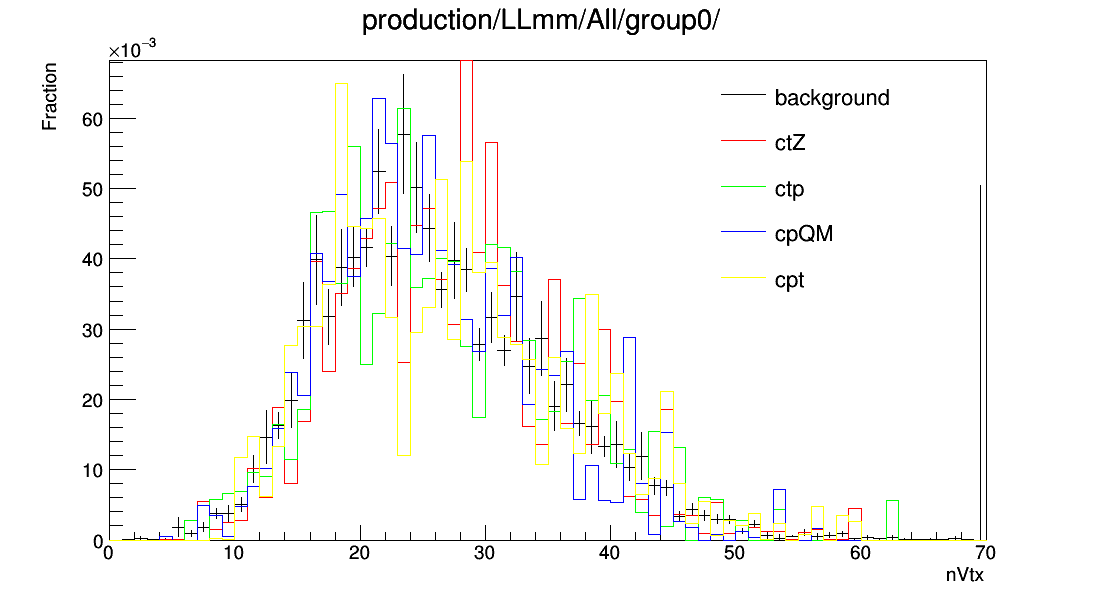 production/LLmm/All/group0/
×10⁻³
Fraction
background
ctZ
ctp
cpQM
cpt
60
50
40
30
20
10
0
0 10 20 30 40 50 60 70
nVtx